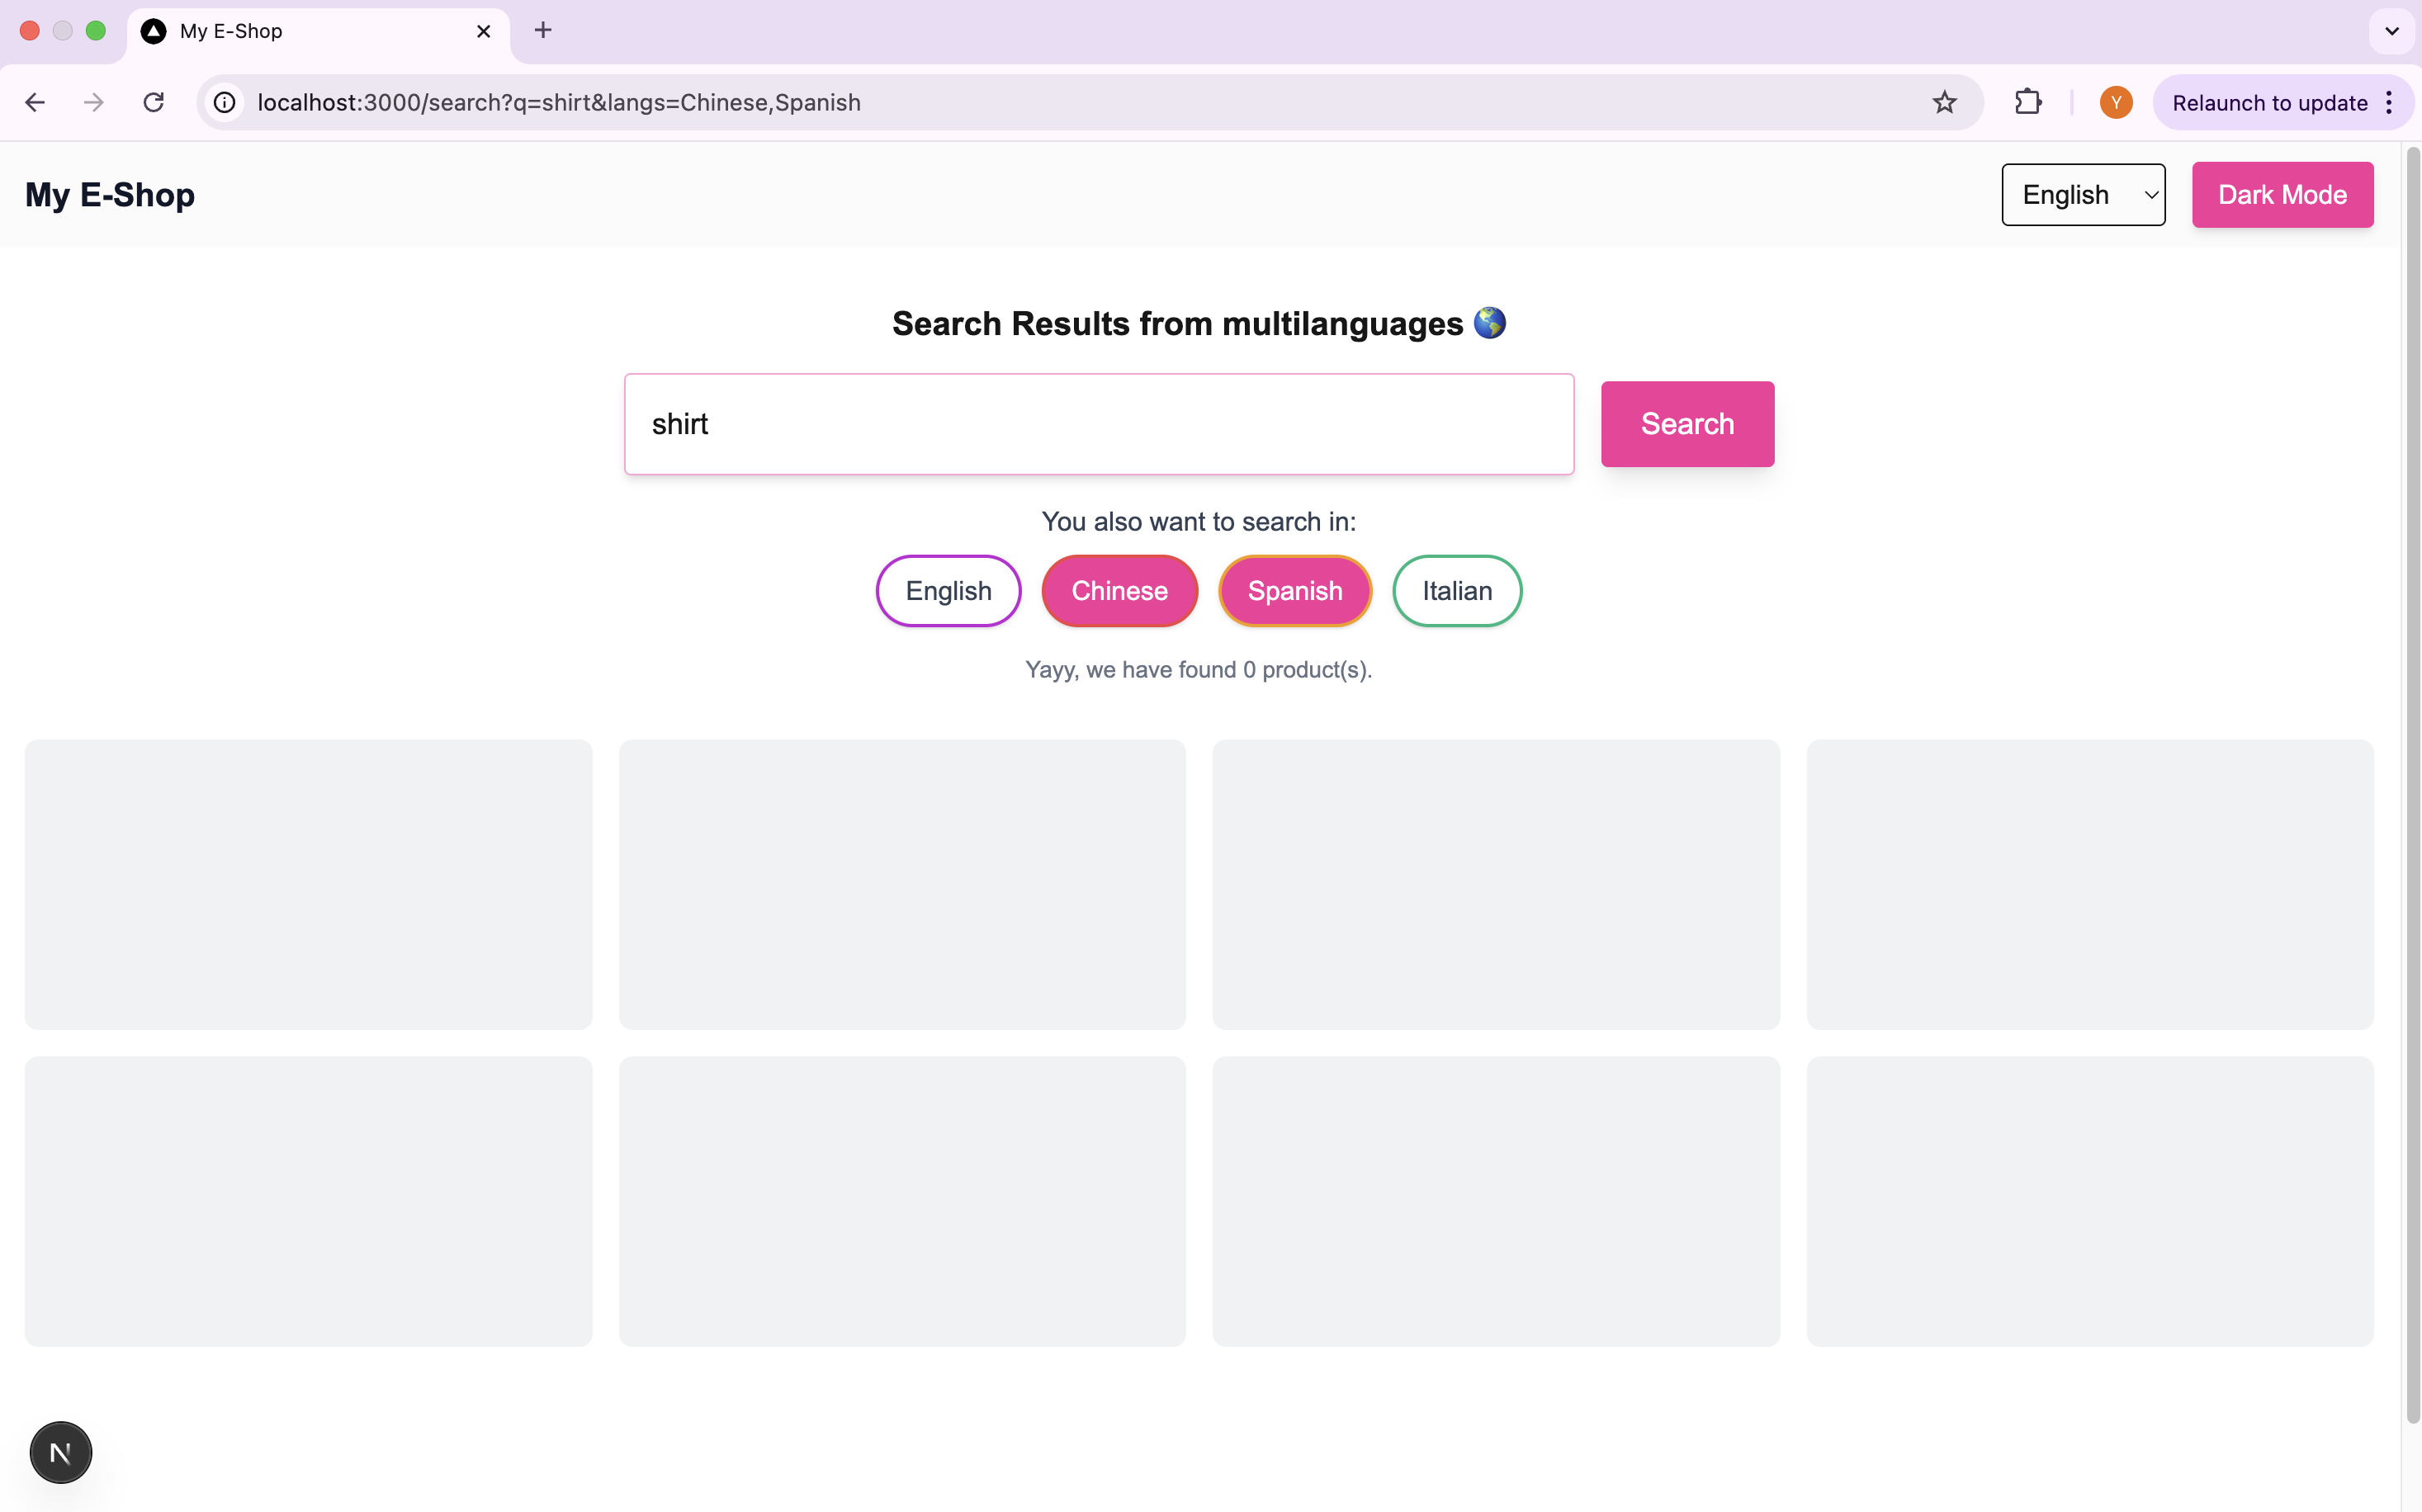 My E-Shop
localhost:3000/search?q=shirt&langs=Chinese,Spanish
Y
Relaunch to update
My E-Shop
English
Dark Mode
Search Results from multilanguages 🌎
shirt
Search
You also want to search in:
English
Chinese
Spanish
Italian
Yayy, we have found 0 product(s).
N